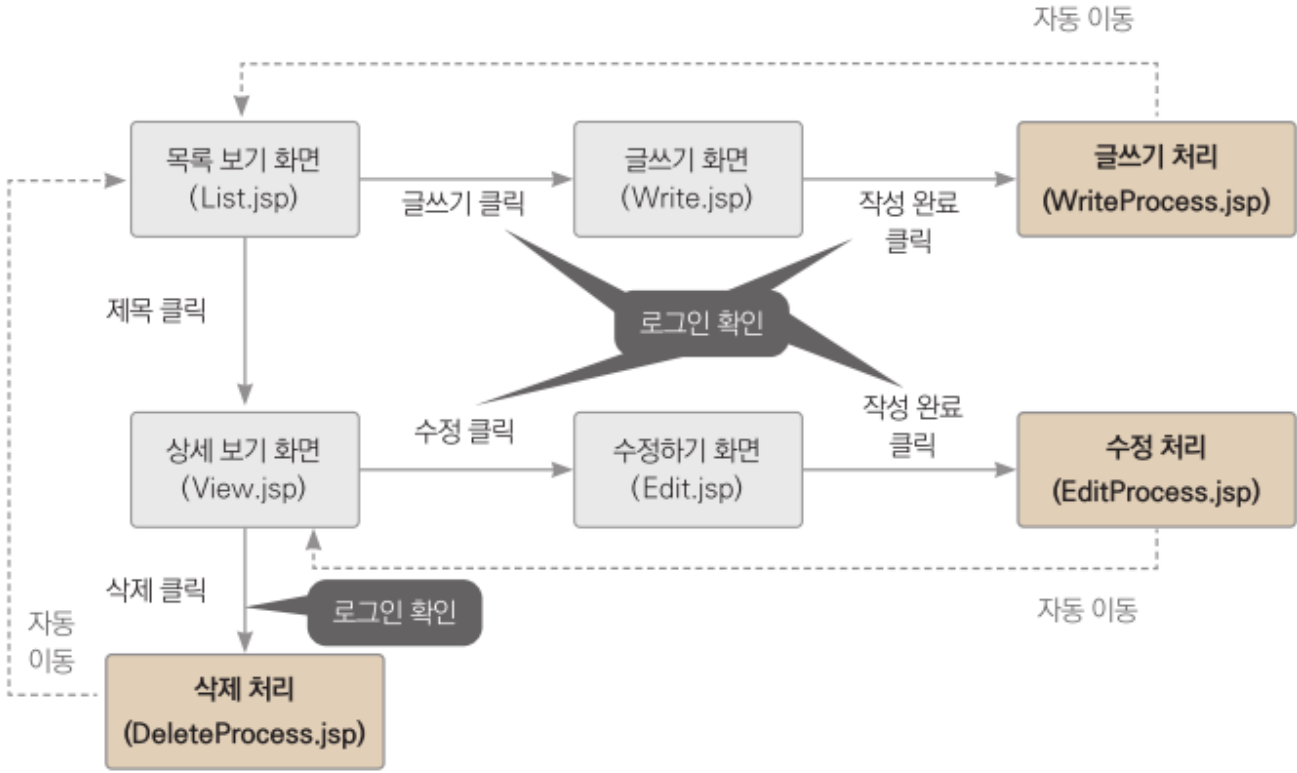 자동 이동
목록 보기 화면
(List.jsp)
글쓰기 클릭
글쓰기 화면
(Write.jsp)
작성 완료
클릭
글쓰기 처리
(WriteProcess.jsp)
제목 클릭
로그인 확인
상세 보기 화면
(View.jsp)
수정 클릭
수정하기 화면
(Edit.jsp)
작성 완료
클릭
수정 처리
(EditProcess.jsp)
삭제 클릭
로그인 확인
자동 이동
자동
이동
삭제 처리
(DeleteProcess.jsp)